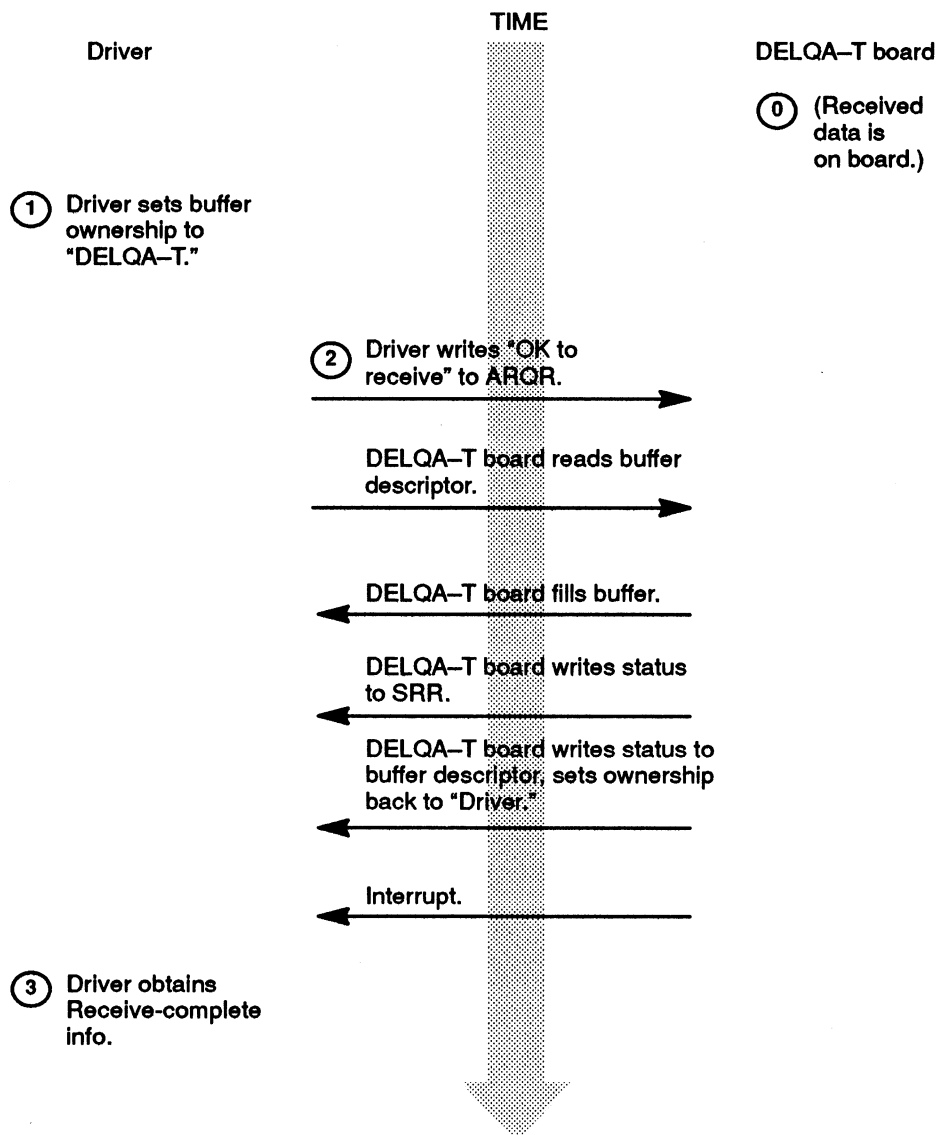 TIME
Driver
DELQA–T board
0 (Received
data is
on board.)
1 Driver sets buffer
ownership to
"DELQA–T."
2 Driver writes "OK to
receive" to ARQR.
DELQA–T board reads buffer
descriptor.
DELQA–T board fills buffer.
DELQA–T board writes status
to SRR.
DELQA–T board writes status to
buffer descriptor, sets ownership
back to "Driver."
Interrupt.
3 Driver obtains
Receive-complete
info.